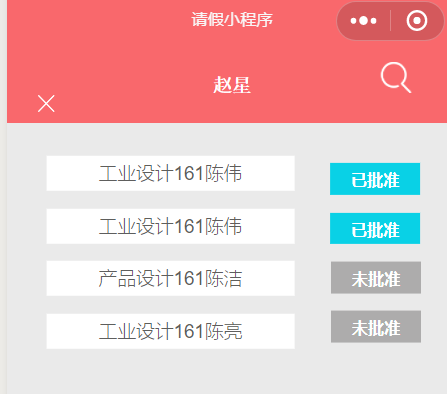 请假小程序
赵星
工业设计161陈伟 已批准
工业设计161陈伟 已批准
产品设计161陈洁 未批准
工业设计161陈亮 未批准